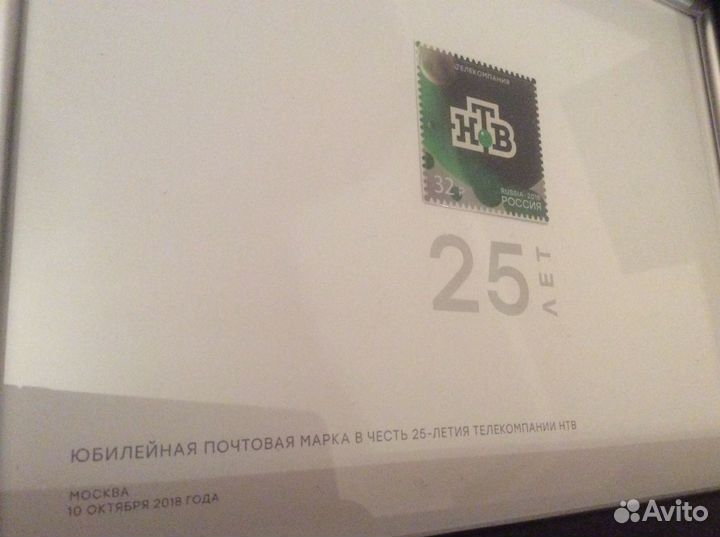 ТЕЛЕКОМПАНИЯ
НТВ
32 ₽
RUSSIA · 2018
РОССИЯ
25
ЛЕТ
ЮБИЛЕЙНАЯ ПОЧТОВАЯ МАРКА В ЧЕСТЬ 25-ЛЕТИЯ ТЕЛЕКОМПАНИИ НТВ
МОСКВА
10 ОКТЯБРЯ 2018 ГОДА
Avito